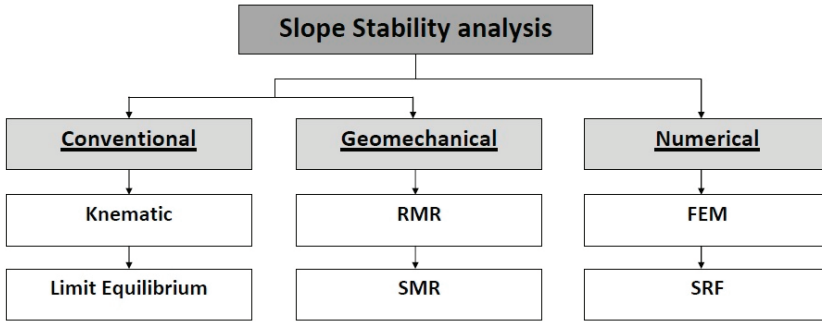 Slope Stability analysis
Conventional
Geomechanical
Numerical
Knematic
RMR
FEM
Limit Equilibrium
SMR
SRF